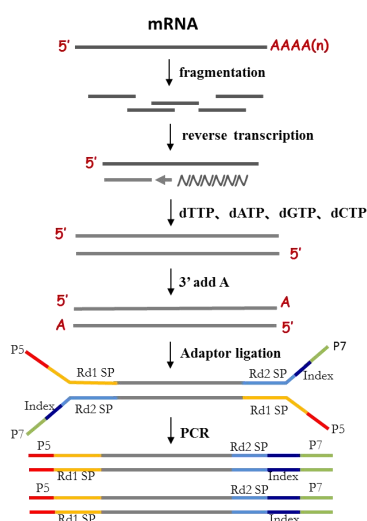 mRNA
5' AAAA(n)
fragmentation
reverse transcription
5'
NNNNNN
dTTP、dATP、dGTP、dCTP
5'
5'
3' add A
5' A
A 5'
Adaptor ligation
P5 P7
Rd1 SP Rd2 SP Index
Index Rd2 SP Rd1 SP
P7 P5
PCR
P5 Rd2 SP P7
Rd1 SP Index
P5 Rd2 SP P7
Rd1 SP Index